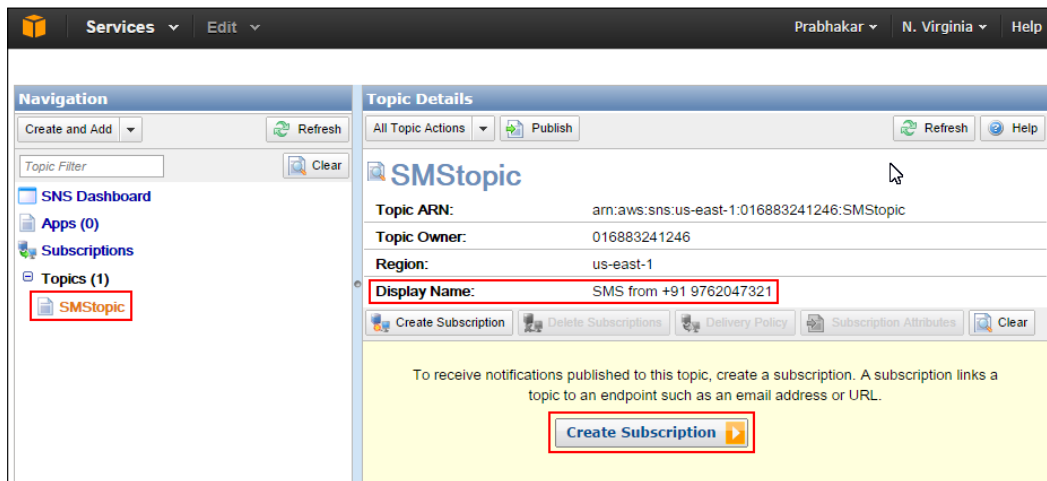 Services Edit Prabhakar N. Virginia Help
Navigation
Create and Add Refresh
Topic Filter Clear
SNS Dashboard
Apps (0)
Subscriptions
Topics (1)
SMStopic
Topic Details
All Topic Actions Publish Refresh Help
SMStopic
Topic ARN: arn:aws:sns:us-east-1:016883241246:SMStopic
Topic Owner: 016883241246
Region: us-east-1
Display Name: SMS from +91 9762047321
Create Subscription Delete Subscriptions Delivery Policy Subscription Attributes Clear
To receive notifications published to this topic, create a subscription. A subscription links a
topic to an endpoint such as an email address or URL.
Create Subscription